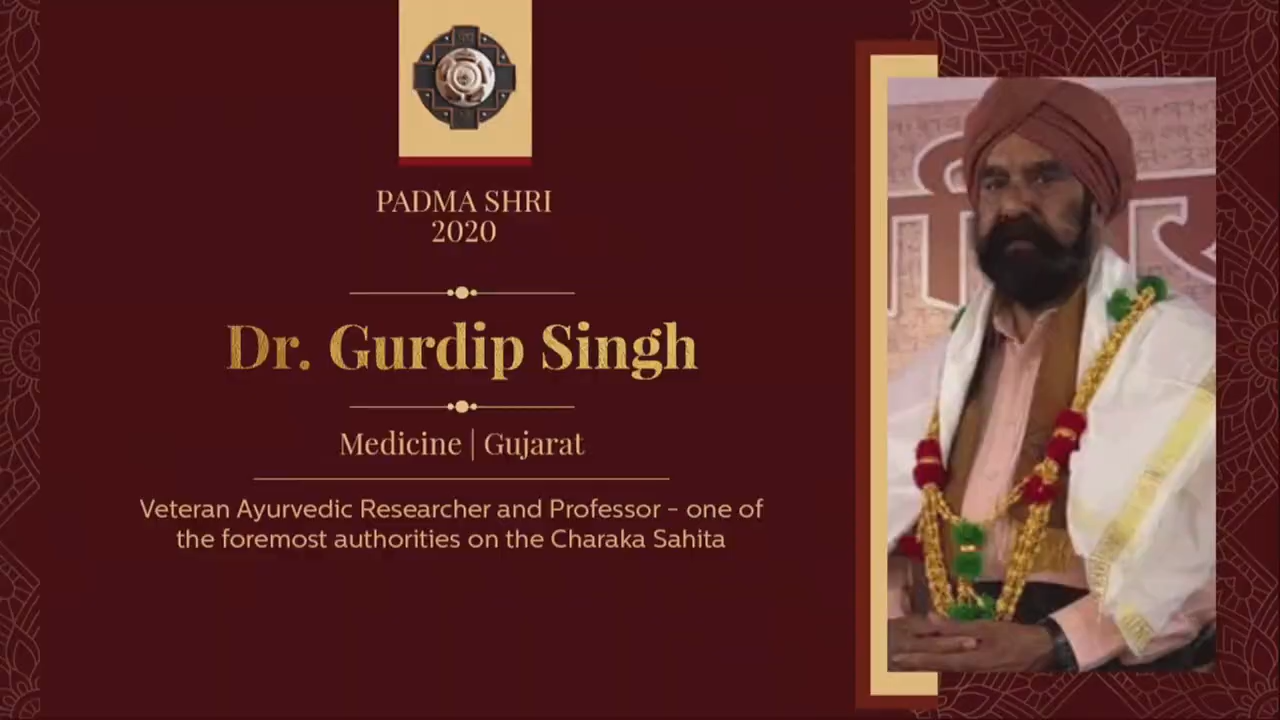 PADMA SHRI
2020
Dr. Gurdip Singh
Medicine | Gujarat
Veteran Ayurvedic Researcher and Professor - one of
the foremost authorities on the Charaka Sahita